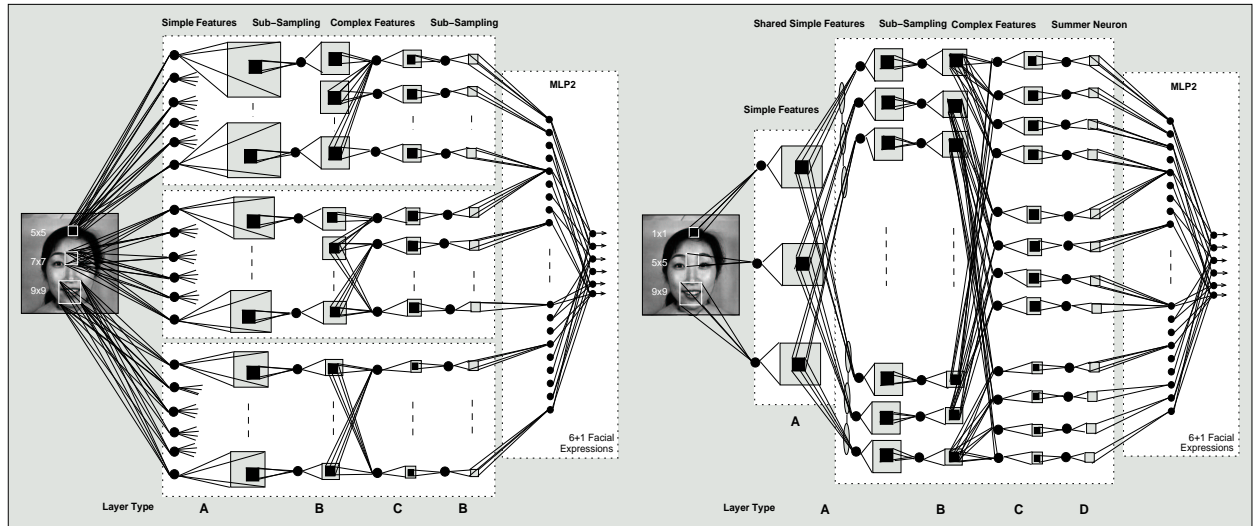 Simple Features Sub-Sampling Complex Features Sub-Sampling
MLP2
5x5
7x7
9x9
6+1 Facial
Expressions
Layer Type A B C B
Shared Simple Features Sub-Sampling Complex Features Summer Neuron
MLP2
Simple Features
1x1
5x5
9x9
A
6+1 Facial
Expressions
Layer Type A B C D